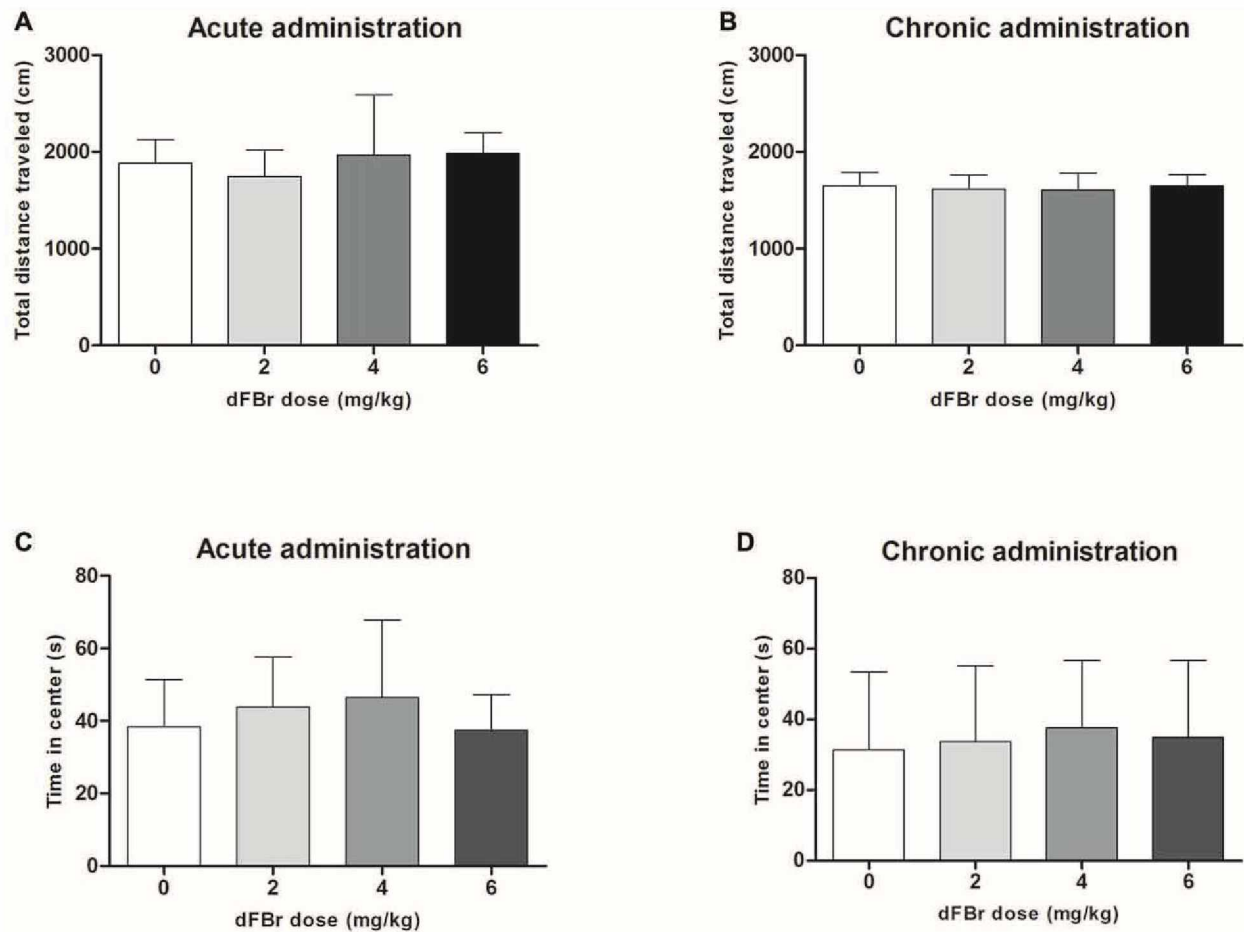 A
Acute administration
Total distance traveled (cm)
3000
2000
1000
0
0 2 4 6
dFBr dose (mg/kg)
B
Chronic administration
Total distance traveled (cm)
3000
2000
1000
0
0 2 4 6
dFBr dose (mg/kg)
C
Acute administration
Time in center (s)
80
60
40
20
0
0 2 4 6
dFBr dose (mg/kg)
D
Chronic administration
Time in center (s)
80
60
40
20
0
0 2 4 6
dFBr dose (mg/kg)